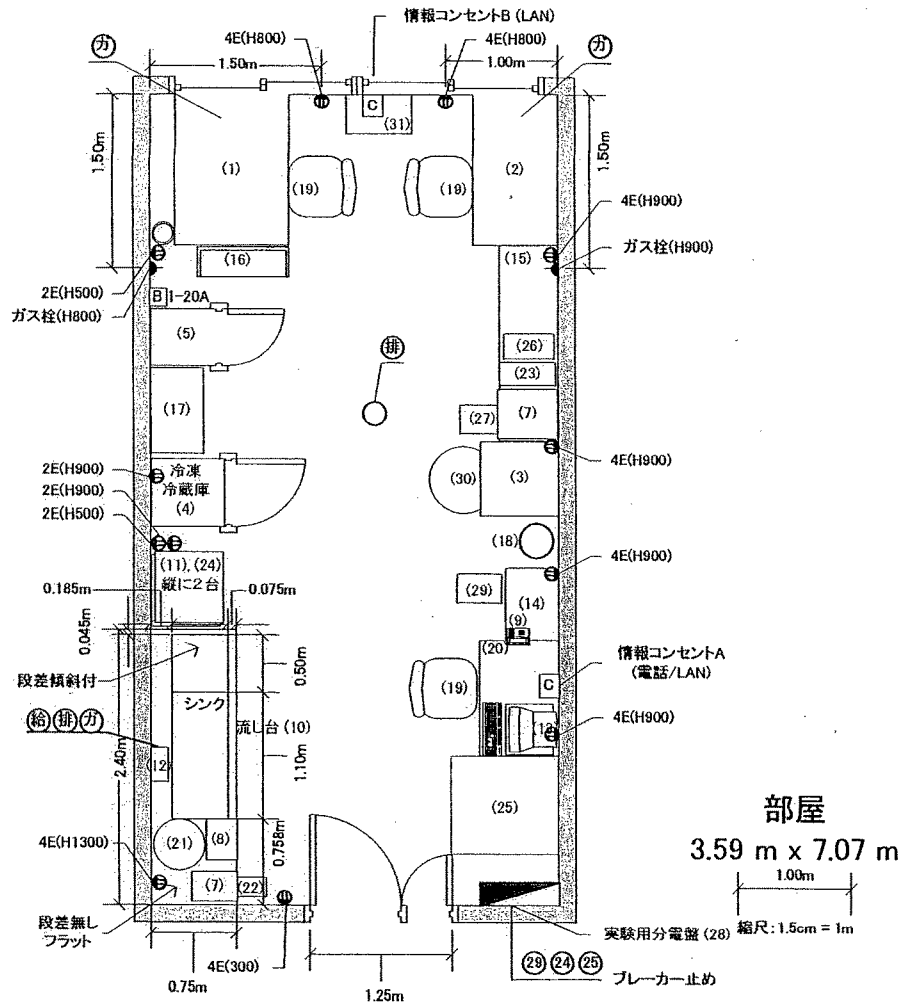 情報コンセントB (LAN)
4E(H800)
4E(H800)
ガ
1.50m
1.00m
ガ
C
(31)
1.50m
(1)
(19)
(19)
(2)
1.50m
4E(H900)
(16)
(15)
ガス栓(H900)
2E(H500)
B 1-20A
ガス栓(H800)
(5)
排
(26)
(23)
(17)
(27)
(7)
2E(H900)
冷凍
冷蔵庫
(4)
4E(H900)
(30)
(3)
2E(H900)
2E(H500)
(18)
(11), (24)
縦に2台
4E(H900)
0.185m
0.075m
(29)
(14)
(9)
0.045m
(20)
情報コンセントA
(電話/LAN)
0.50m
段差傾斜付
(19)
C
シンク
給 排 ガ
流し台 (10)
4E(H900)
2.40m
(12)
1.10m
(25)
部屋
3.59 m x 7.07 m
1.00m
縮尺:1.5cm = 1m
4E(H1300)
(21)
(8)
0.758m
(7)
(22)
段差無し
フラット
実験用分電盤 (28)
4E(300)
29 24 25
ブレーカー止め
0.75m
1.25m